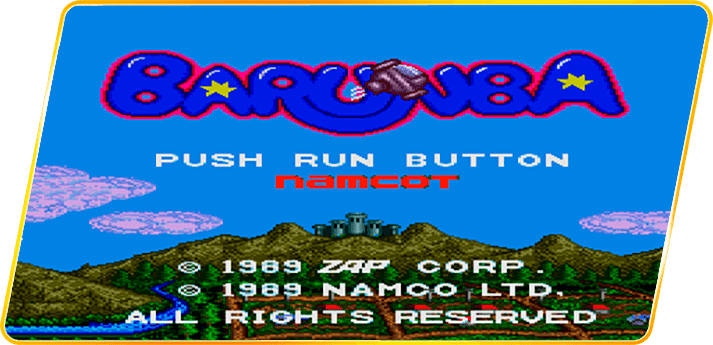 BARUNBA
PUSH RUN BUTTON
namcot
© 1989 ZAP CORP.
© 1989 NAMCO LTD.
ALL RIGHTS RESERVED